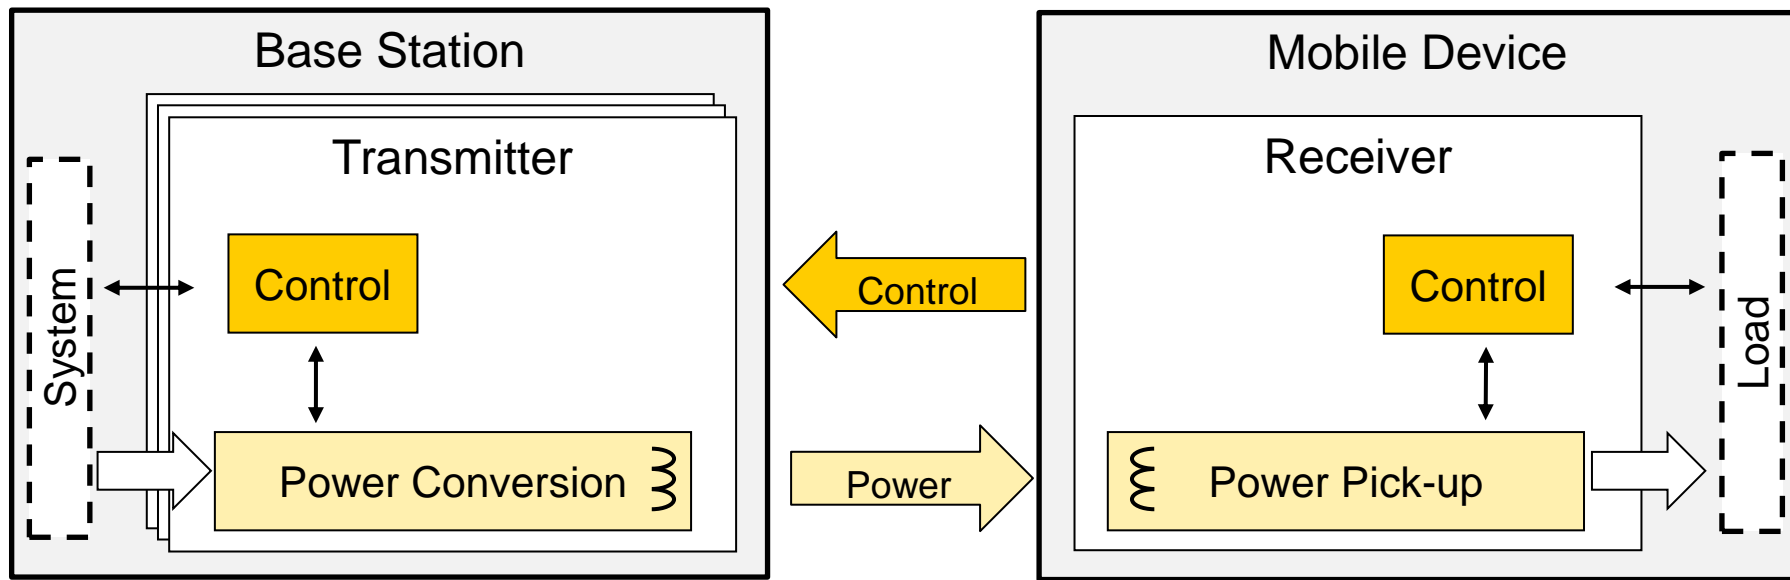 Base Station
Mobile Device
Transmitter
Receiver
System
Control
Control
Control
Load
Power Conversion
Power
Power Pick-up